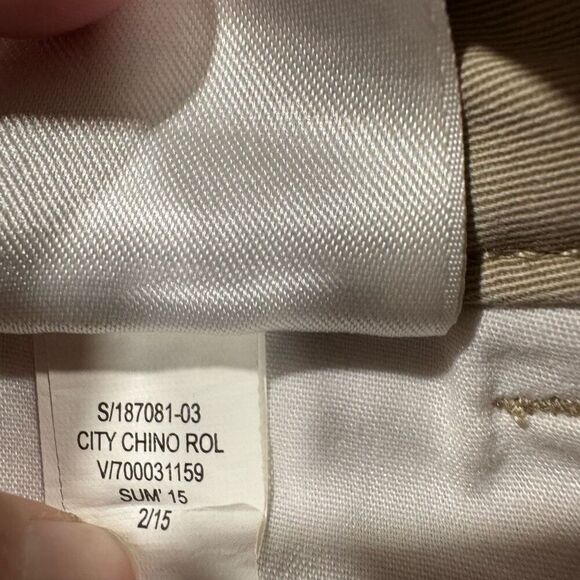 S/187081-03
CITY CHINO ROL
V/700031159
SUM' 15
2/15